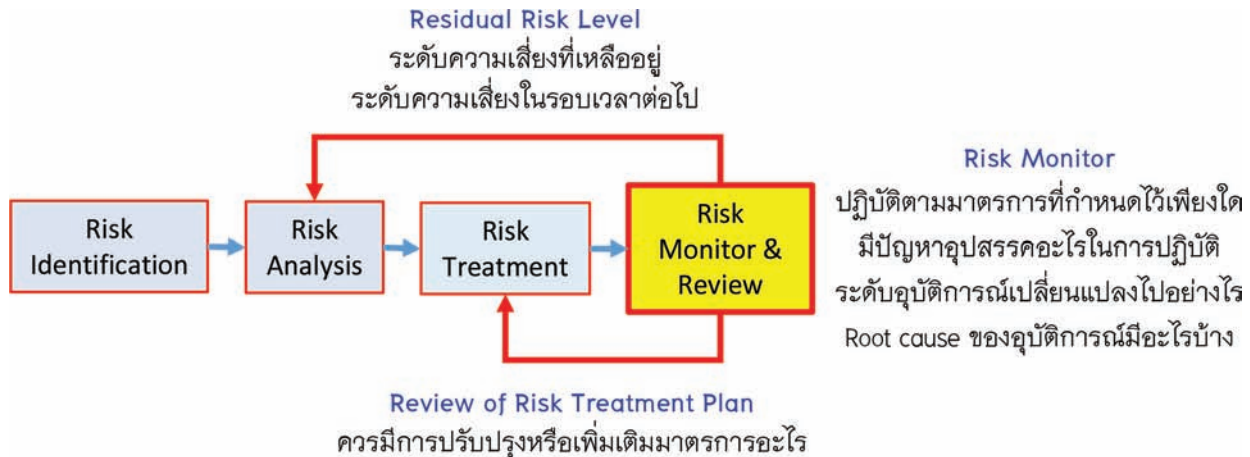 Residual Risk Level
ระดับความเสี่ยงที่เหลืออยู่
ระดับความเสี่ยงในรอบเวลาต่อไป
Risk
Identification
Risk
Analysis
Risk
Treatment
Risk
Monitor &
Review
Risk Monitor
ปฏิบัติตามมาตรการที่กำหนดไว้เพียงใด
มีปัญหาอุปสรรคอะไรในการปฏิบัติ
ระดับอุบัติการณ์เปลี่ยนแปลงไปอย่างไร
Root cause ของอุบัติการณ์มีอะไรบ้าง
Review of Risk Treatment Plan
ควรมีการปรับปรุงหรือเพิ่มเติมมาตรการอะไร